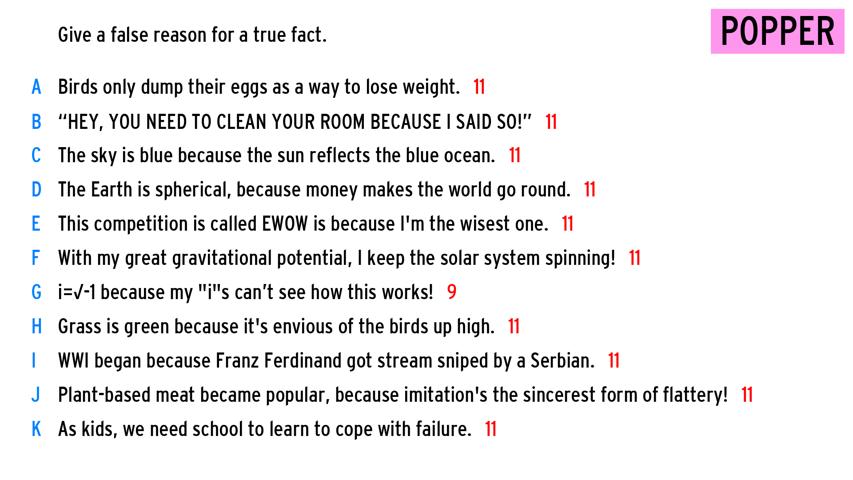 Give a false reason for a true fact.
POPPER
A Birds only dump their eggs as a way to lose weight. 11
B “HEY, YOU NEED TO CLEAN YOUR ROOM BECAUSE I SAID SO!” 11
C The sky is blue because the sun reflects the blue ocean. 11
D The Earth is spherical, because money makes the world go round. 11
E This competition is called EWOW is because I'm the wisest one. 11
F With my great gravitational potential, I keep the solar system spinning! 11
G i=√-1 because my "i"s can’t see how this works! 9
H Grass is green because it's envious of the birds up high. 11
I WWI began because Franz Ferdinand got stream sniped by a Serbian. 11
J Plant-based meat became popular, because imitation's the sincerest form of flattery! 11
K As kids, we need school to learn to cope with failure. 11